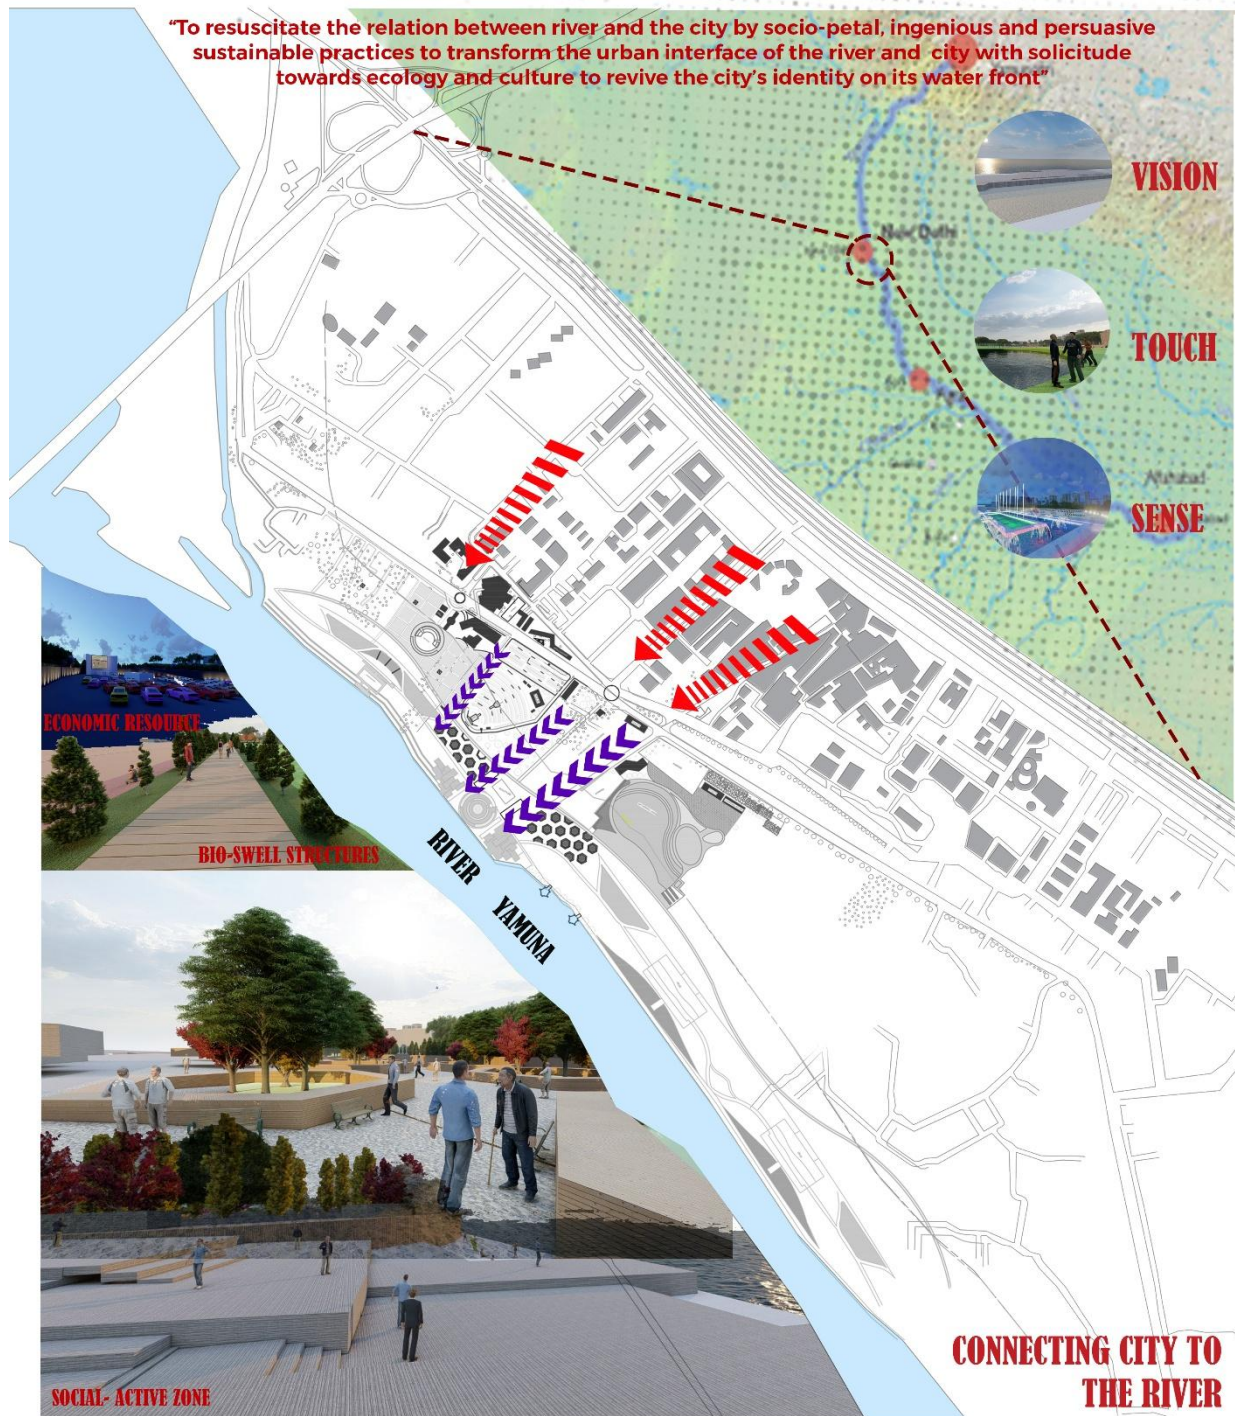 “To resuscitate the relation between river and the city by socio-petal, ingenious and persuasive
sustainable practices to transform the urban interface of the river and city with solicitude
towards ecology and culture to revive the city’s identity on its water front”
VISION
New Delhi
TOUCH
SENSE
ECONOMIC RESOURCE
BIO-SWELL STRUCTURES
RIVER YAMUNA
SOCIAL- ACTIVE ZONE
CONNECTING CITY TO
THE RIVER